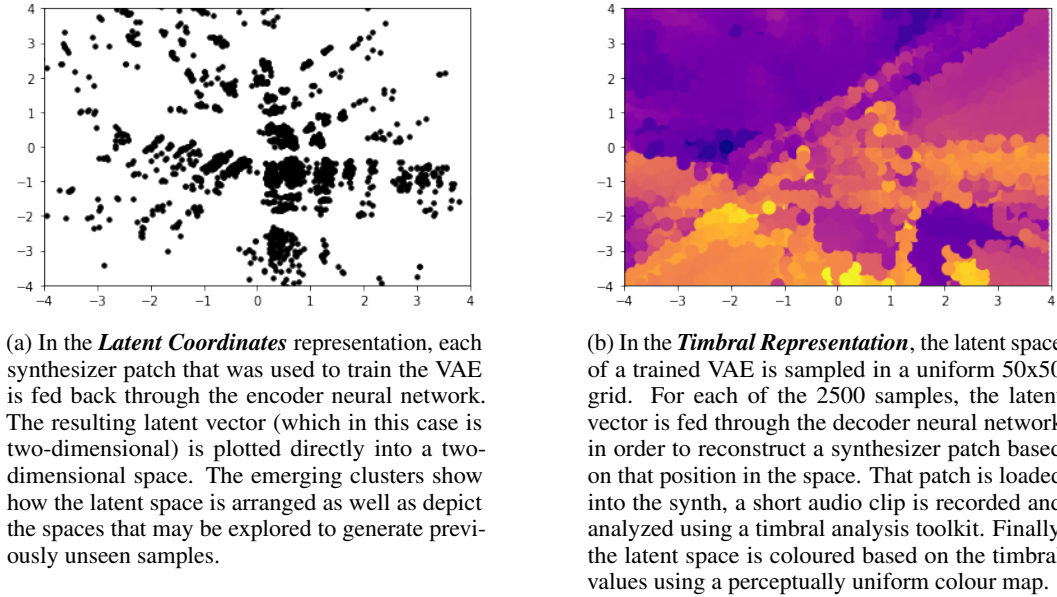 4
3
2
1
0
−1
−2
−3
−4
−4 −3 −2 −1 0 1 2 3 4
(a) In the Latent Coordinates representation, each
synthesizer patch that was used to train the VAE
is fed back through the encoder neural network.
The resulting latent vector (which in this case is
two-dimensional) is plotted directly into a two-
dimensional space. The emerging clusters show
how the latent space is arranged as well as depict
the spaces that may be explored to generate previ-
ously unseen samples.
4
3
2
1
0
−1
−2
−3
−4
−4 −3 −2 −1 0 1 2 3 4
(b) In the Timbral Representation, the latent space
of a trained VAE is sampled in a uniform 50x50
grid. For each of the 2500 samples, the latent
vector is fed through the decoder neural network
in order to reconstruct a synthesizer patch based
on that position in the space. That patch is loaded
into the synth, a short audio clip is recorded and
analyzed using a timbral analysis toolkit. Finally,
the latent space is coloured based on the timbral
values using a perceptually uniform colour map.